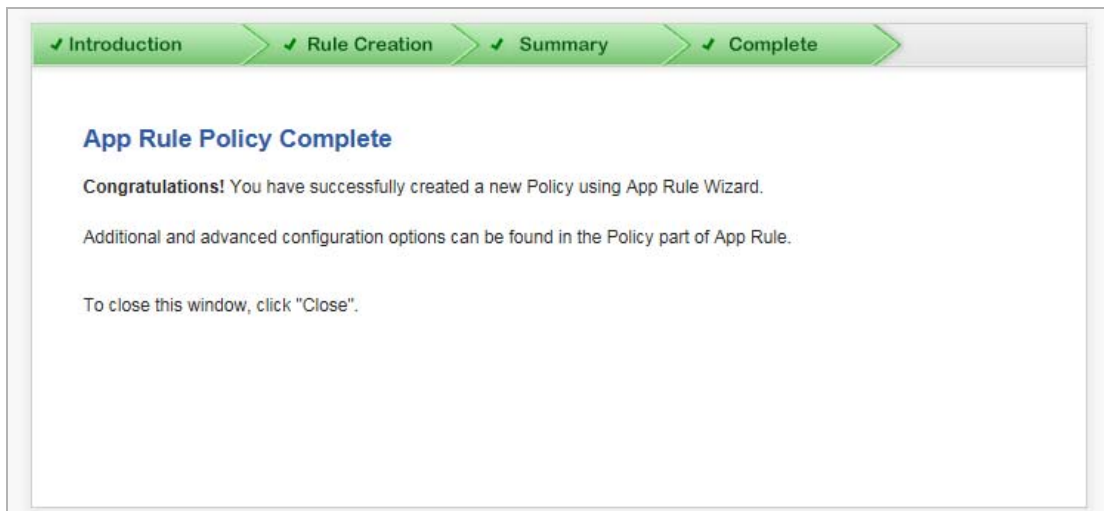 ✔ Introduction ✔ Rule Creation ✔ Summary ✔ Complete
App Rule Policy Complete
Congratulations! You have successfully created a new Policy using App Rule Wizard.
Additional and advanced configuration options can be found in the Policy part of App Rule.
To close this window, click "Close".